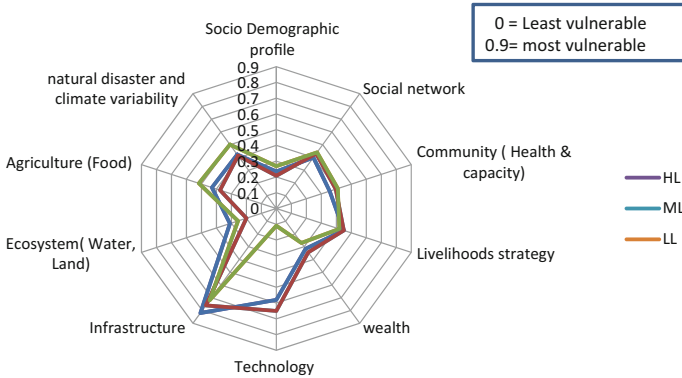 0 = Least vulnerable
0.9= most vulnerable
Socio Demographic
profile
natural disaster and
climate variability
Social network
Agriculture (Food)
Community ( Health &
capacity)
Ecosystem( Water,
Land)
Livelihoods strategy
Infrastructure
wealth
Technology
0.9
0.8
0.7
0.6
0.5
0.4
0.3
0.2
0.1
0
HL
ML
LL